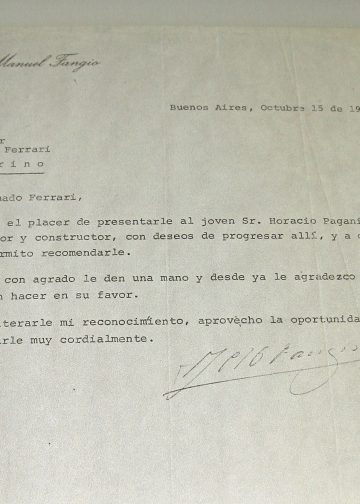 Manuel Fangio
Buenos Aires, Octubre 15 de 19
r
Ferrari
rino
ado Ferrari,
el placer de presentarle al joven Sr. Horacio Pagani
or y constructor, con deseos de progresar allí, y a
rmito recomendarle.
con agrado le den una mano y desde ya le agradezco
n hacer en su favor.
iterarle mi reconocimiento, aprovecho la oportunida
rle muy cordialmente.